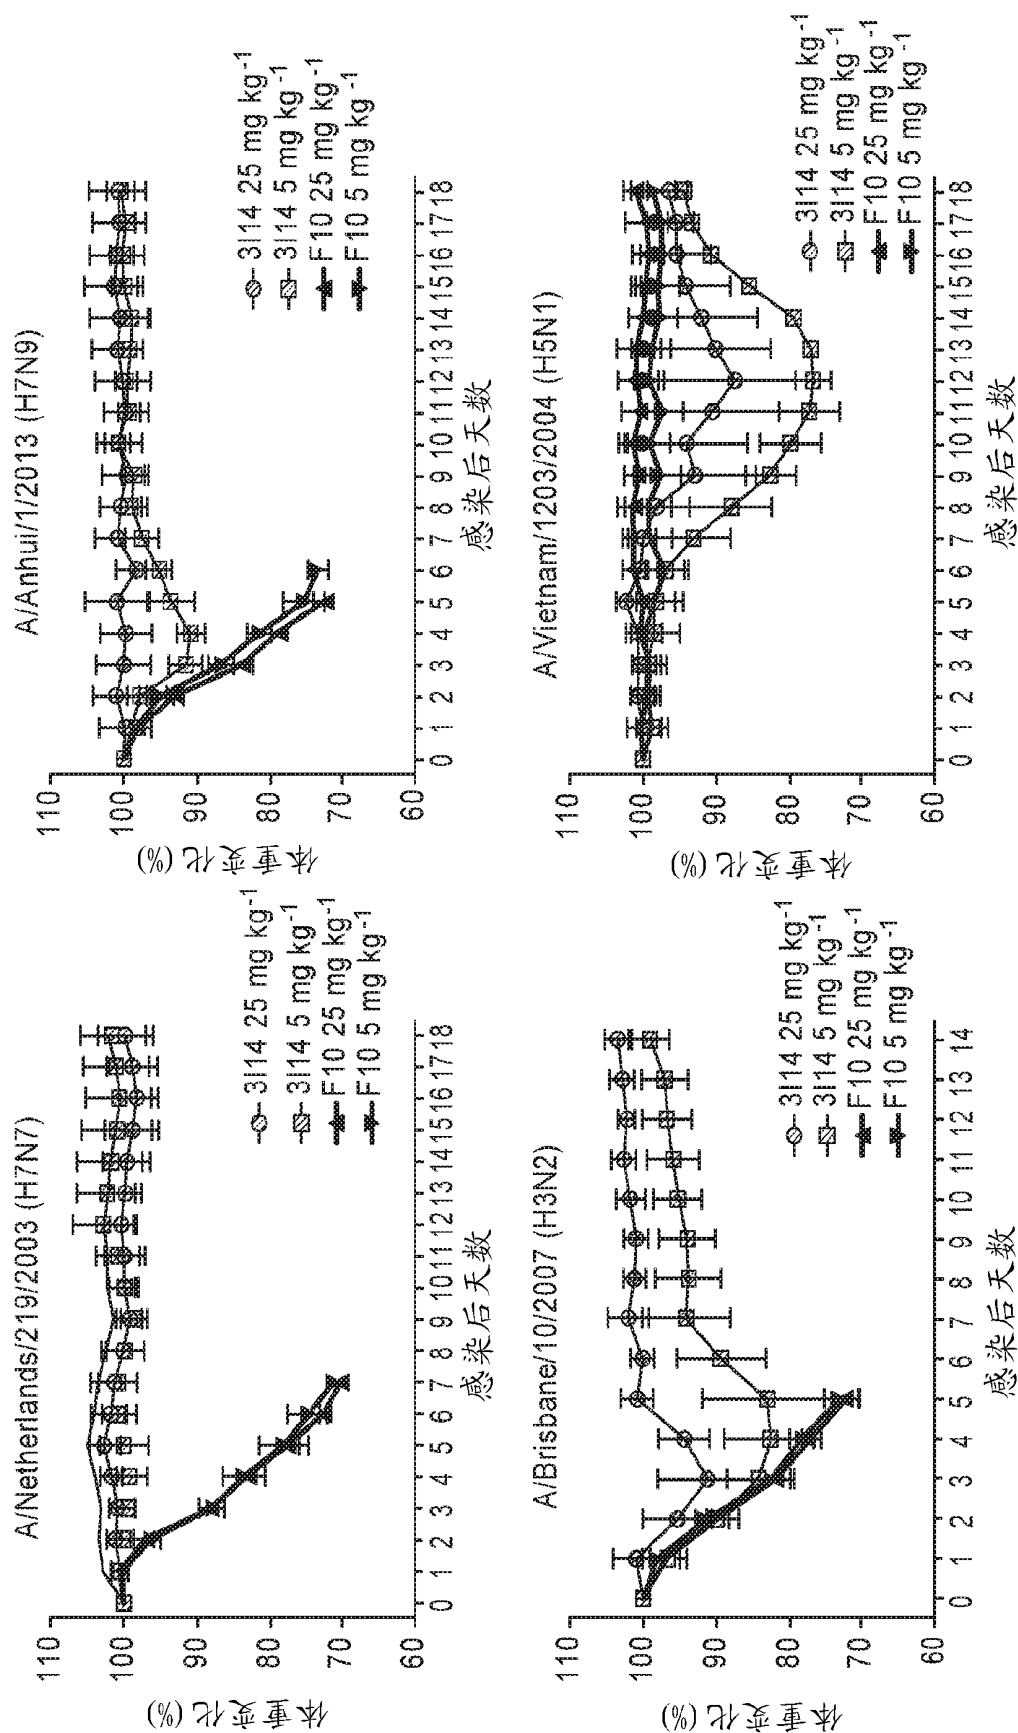 A/Netherlands/219/2003 (H7N7)
体重变化 (%)
110
100
90
80
70
60
0 1 2 3 4 5 6 7 8 9 10 11 12 13 14 15 16 17 18
感染后天数
3I14 25 mg kg⁻¹
3I14 5 mg kg⁻¹
F10 25 mg kg⁻¹
F10 5 mg kg⁻¹
A/Anhui/1/2013 (H7N9)
体重变化 (%)
110
100
90
80
70
60
0 1 2 3 4 5 6 7 8 9 10 11 12 13 14 15 16 17 18
感染后天数
3I14 25 mg kg⁻¹
3I14 5 mg kg⁻¹
F10 25 mg kg⁻¹
F10 5 mg kg⁻¹
A/Brisbane/10/2007 (H3N2)
体重变化 (%)
110
100
90
80
70
60
0 1 2 3 4 5 6 7 8 9 10 11 12 13 14
感染后天数
3I14 25 mg kg⁻¹
3I14 5 mg kg⁻¹
F10 25 mg kg⁻¹
F10 5 mg kg⁻¹
A/Vietnam/1203/2004 (H5N1)
体重变化 (%)
110
100
90
80
70
60
0 1 2 3 4 5 6 7 8 9 10 11 12 13 14 15 16 17 18
感染后天数
3I14 25 mg kg⁻¹
3I14 5 mg kg⁻¹
F10 25 mg kg⁻¹
F10 5 mg kg⁻¹